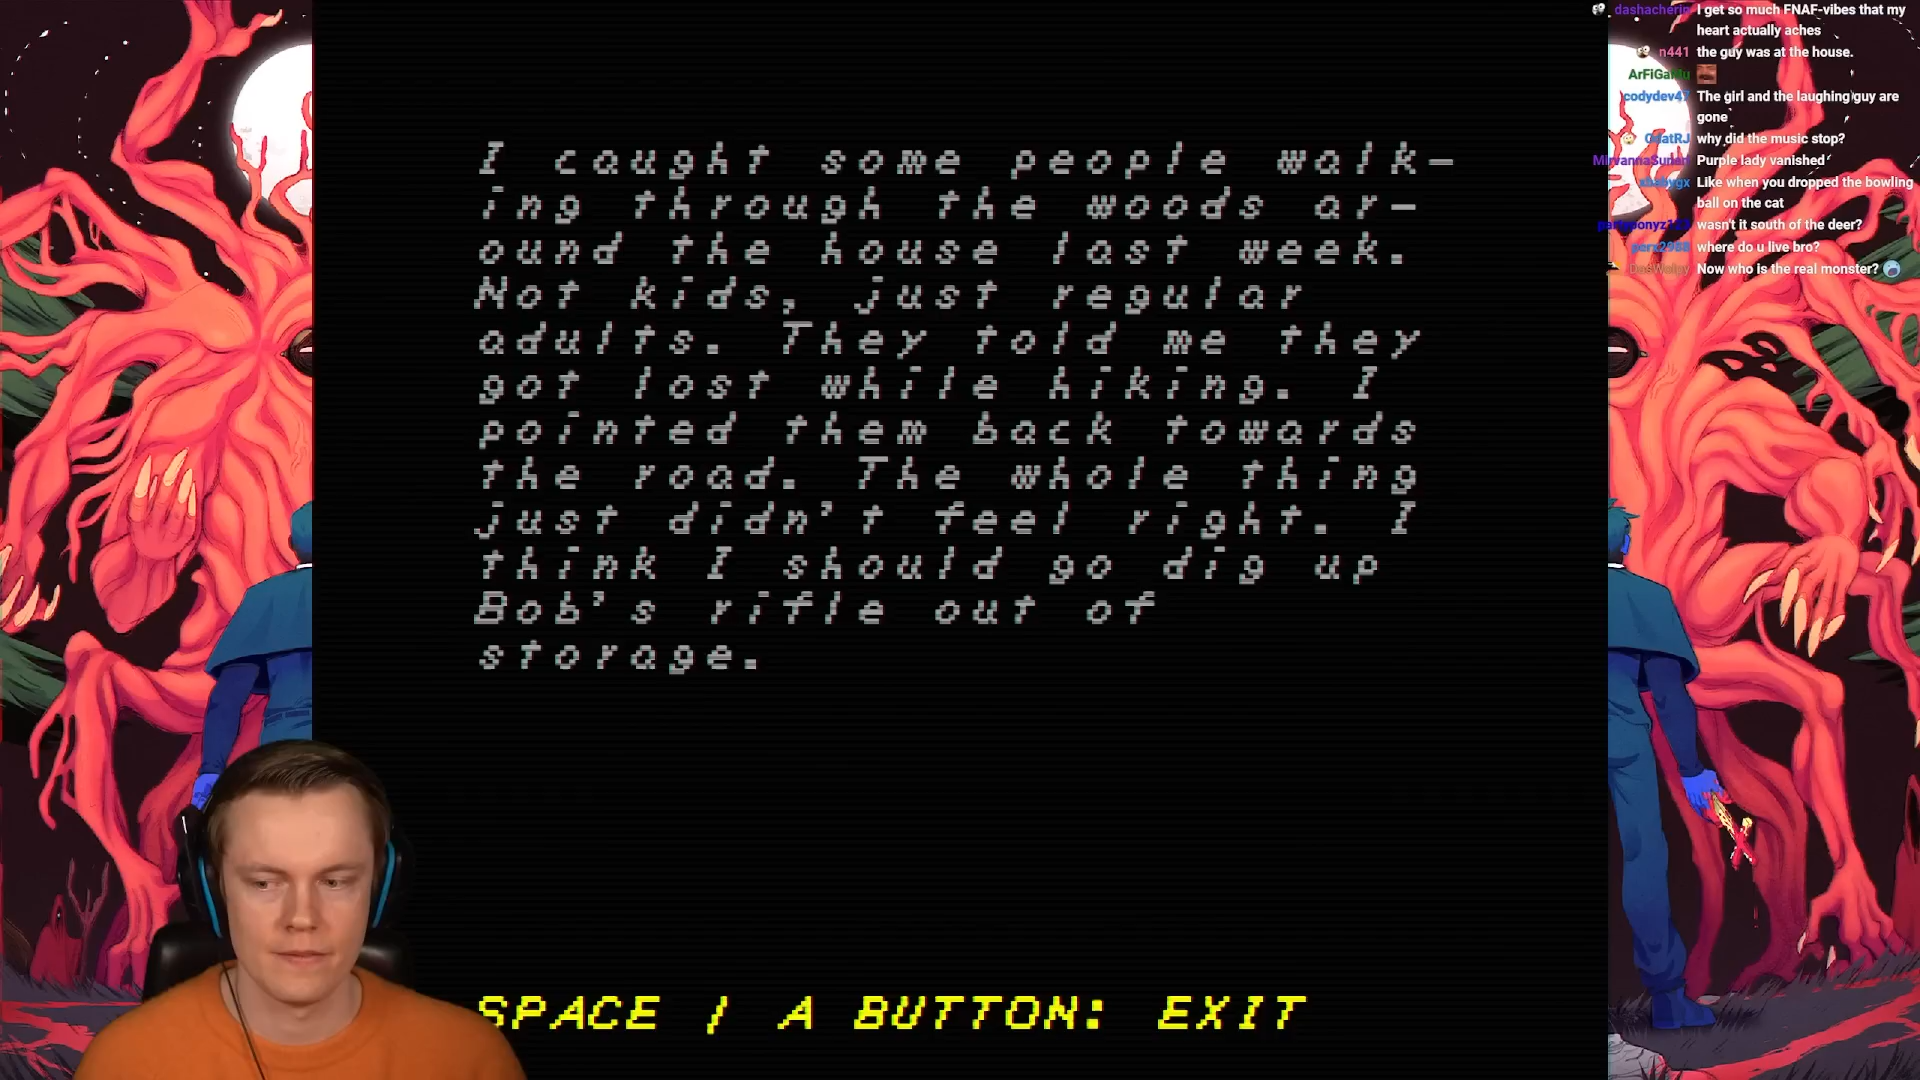 I caught some people walk-
ing through the woods ar-
ound the house last week.
Not kids, just regular
adults. They told me they
got lost while hiking. I
pointed them back towards
the road. The whole thing
just didn't feel right. I
think I should go dig up
Bob's rifle out of
storage.
SPACE / A BUTTON: EXIT
I get so much FNAF-vibes that my
heart actually aches
n441 the guy was at the house.
codydev47 The girl and the laughing guy are
gone
why did the music stop?
Purple lady vanished
Like when you dropped the bowling
ball on the cat
wasn't it south of the deer?
perx2988 where do u live bro?
Now who is the real monster?